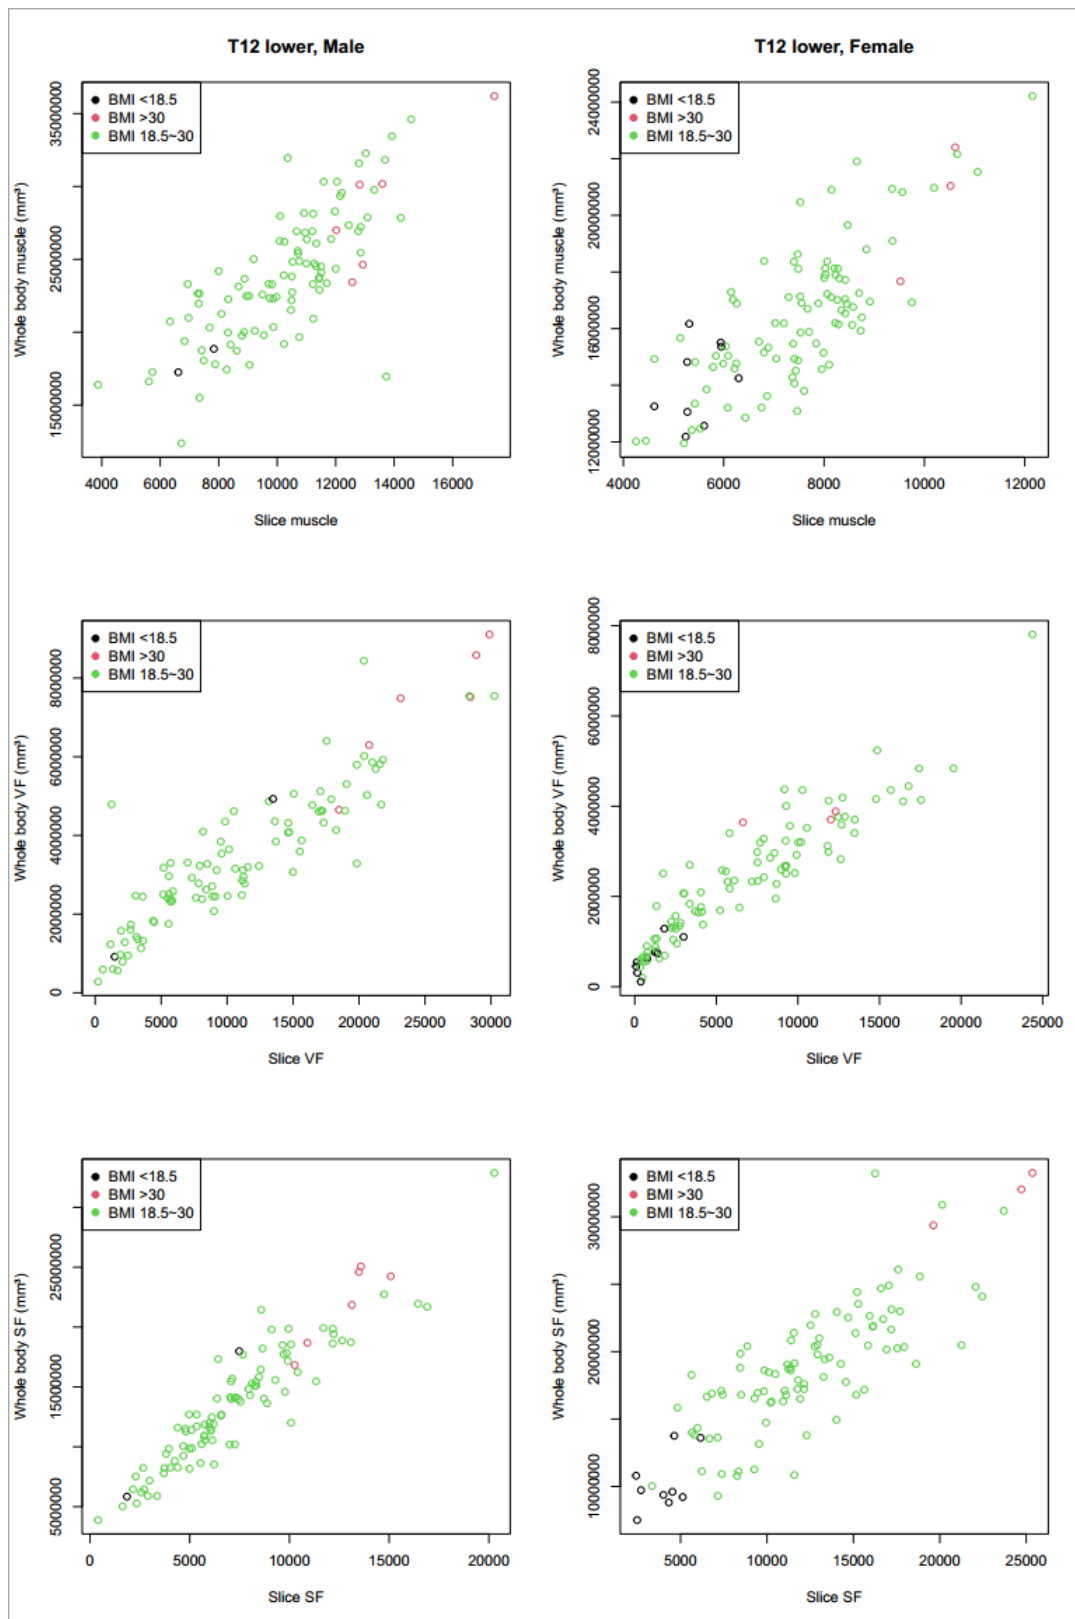 T12 lower, Male
T12 lower, Female
BMI <18.5
BMI >30
BMI 18.5~30
Whole body muscle (mm³)
15000000 25000000 35000000
4000 6000 8000 10000 12000 14000 16000
Slice muscle
BMI <18.5
BMI >30
BMI 18.5~30
Whole body muscle (mm³)
12000000 16000000 20000000 24000000
4000 6000 8000 10000 12000
Slice muscle
BMI <18.5
BMI >30
BMI 18.5~30
Whole body VF (mm³)
0 2000000 4000000 6000000 8000000
0 5000 10000 15000 20000 25000 30000
Slice VF
BMI <18.5
BMI >30
BMI 18.5~30
Whole body VF (mm³)
0 2000000 4000000 6000000 8000000
0 5000 10000 15000 20000 25000
Slice VF
BMI <18.5
BMI >30
BMI 18.5~30
Whole body SF (mm³)
5000000 15000000 25000000
0 5000 10000 15000 20000
Slice SF
BMI <18.5
BMI >30
BMI 18.5~30
Whole body SF (mm³)
10000000 20000000 30000000
5000 10000 15000 20000 25000
Slice SF